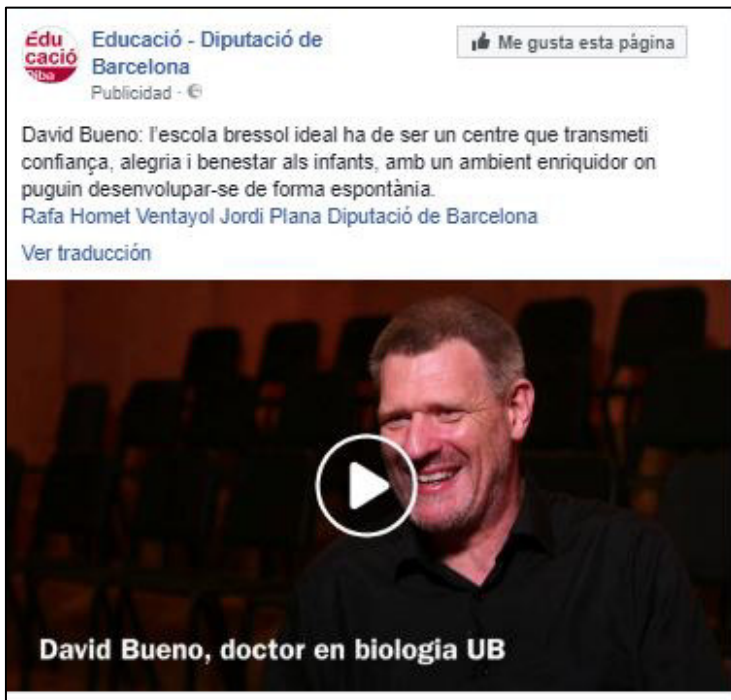 Edu
cació
Diba
Educació - Diputació de
Barcelona
Publicidad ·
Me gusta esta página
David Bueno: l'escola bressol ideal ha de ser un centre que transmeti
confiança, alegria i benestar als infants, amb un ambient enriquidor on
puguin desenvolupar-se de forma espontània.
Rafa Homet Ventayol Jordi Plana Diputació de Barcelona
Ver traducción
David Bueno, doctor en biologia UB